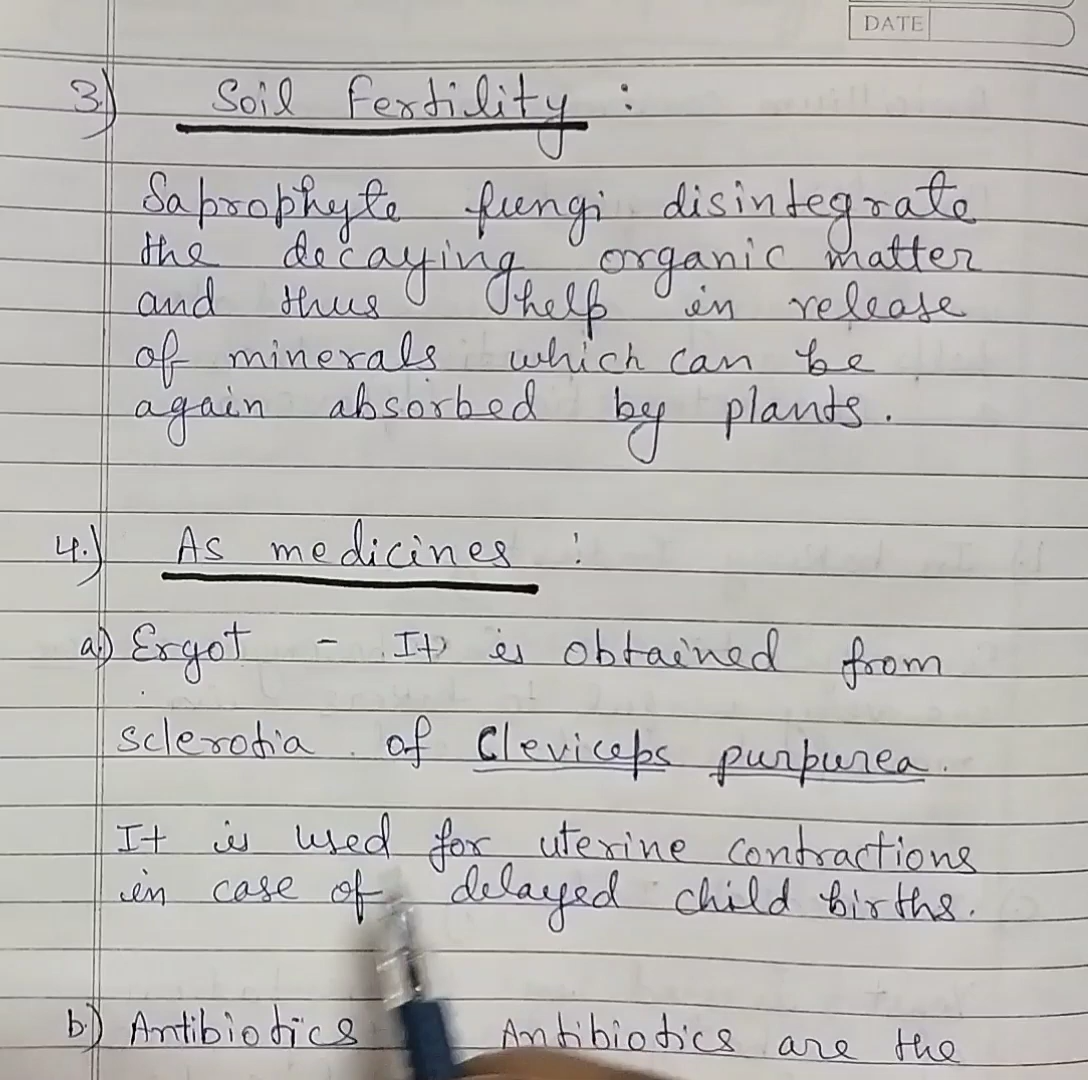 DATE
3.) Soil Fertility :
Saprophyte fungi disintegrate
the decaying organic matter
and thus help in release
of minerals which can be
again absorbed by plants.
4.) As medicines :
a) Ergot - It is obtained from
sclerotia of Cleviceps purpurea.
It is used for uterine contractions
in case of delayed child births.
b.) Antibiotics Antibiotics are the